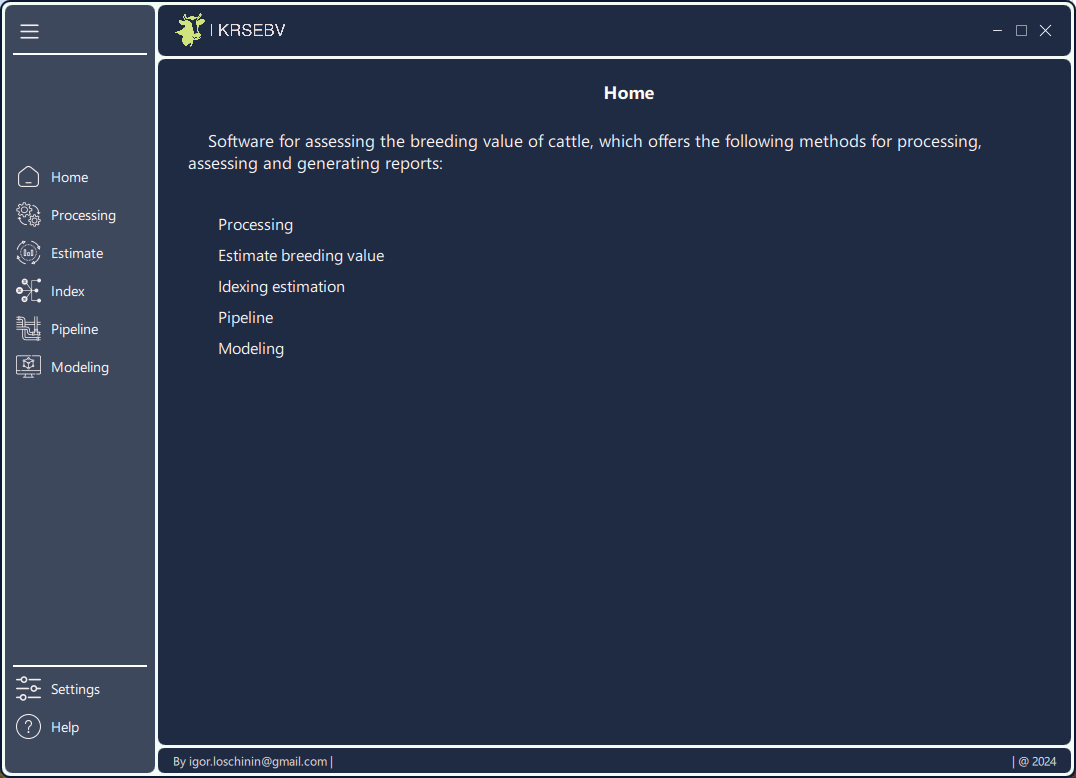 | KRSEBV
Home
Processing
Estimate
Index
Pipeline
Modeling
Settings
Help
Home
Software for assessing the breeding value of cattle, which offers the following methods for processing,
assessing and generating reports:
Processing
Estimate breeding value
Idexing estimation
Pipeline
Modeling
By igor.loschinin@gmail.com |
| @ 2024